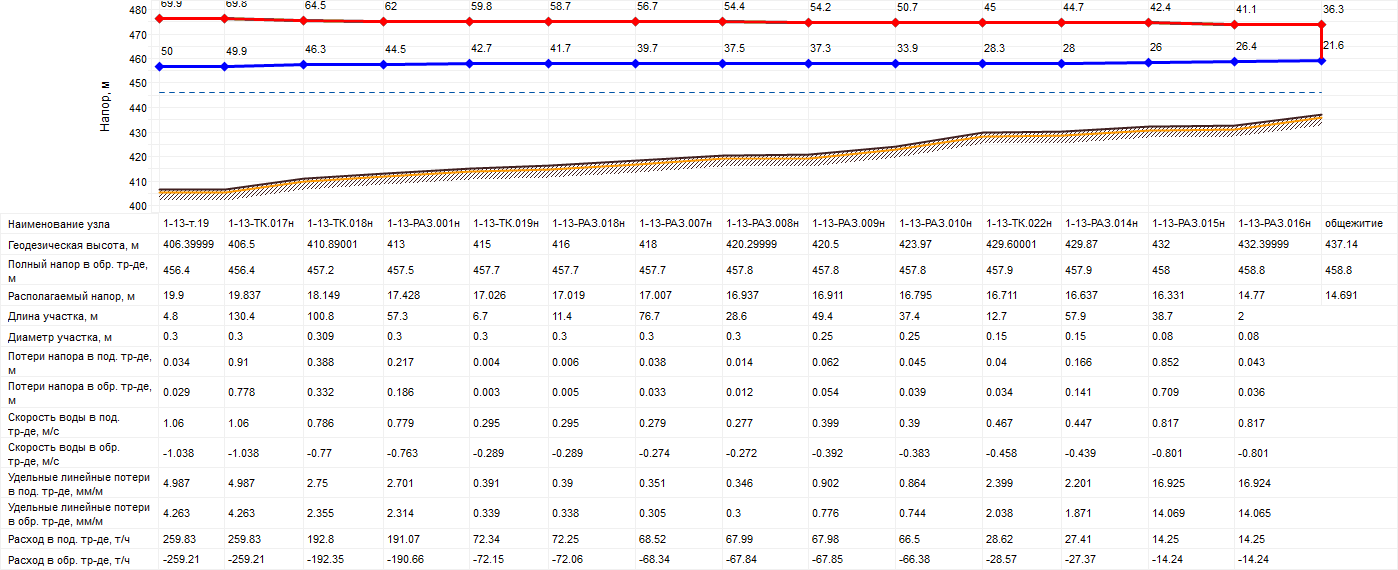 69.9 69.8 64.5 62 59.8 58.7 56.7 54.4 54.2 50.7 45 44.7 42.4 41.1 36.3
50 49.9 46.3 44.5 42.7 41.7 39.7 37.5 37.3 33.9 28.3 28 26 26.4 21.6
Напор, м
480
470
460
450
440
430
420
410
400
Наименование узла 1-13-т.19 1-13-ТК.017н 1-13-ТК.018н 1-13-РАЗ.001н 1-13-ТК.019н 1-13-РАЗ.018н 1-13-РАЗ.007н 1-13-РАЗ.008н 1-13-РАЗ.009н 1-13-РАЗ.010н 1-13-ТК.022н 1-13-РАЗ.014н 1-13-РАЗ.015н 1-13-РАЗ.016н общежитие
Геодезическая высота, м 406.39999 406.5 410.89001 413 415 416 418 420.29999 420.5 423.97 429.60001 429.87 432 432.39999 437.14
Полный напор в обр. тр-де,
м 456.4 456.4 457.2 457.5 457.7 457.7 457.7 457.8 457.8 457.8 457.9 457.9 458 458.8 458.8
Располагаемый напор, м 19.9 19.837 18.149 17.428 17.026 17.019 17.007 16.937 16.911 16.795 16.711 16.637 16.331 14.77 14.691
Длина участка, м 4.8 130.4 100.8 57.3 6.7 11.4 76.7 28.6 49.4 37.4 12.7 57.9 38.7 2
Диаметр участка, м 0.3 0.3 0.309 0.3 0.3 0.3 0.3 0.3 0.25 0.25 0.15 0.15 0.08 0.08
Потери напора в под. тр-де,
м 0.034 0.91 0.388 0.217 0.004 0.006 0.038 0.014 0.062 0.045 0.04 0.166 0.852 0.043
Потери напора в обр. тр-де,
м 0.029 0.778 0.332 0.186 0.003 0.005 0.033 0.012 0.054 0.039 0.034 0.141 0.709 0.036
Скорость воды в под.
тр-де, м/с 1.06 1.06 0.786 0.779 0.295 0.295 0.279 0.277 0.399 0.39 0.467 0.447 0.817 0.817
Скорость воды в обр.
тр-де, м/с -1.038 -1.038 -0.77 -0.763 -0.289 -0.289 -0.274 -0.272 -0.392 -0.383 -0.458 -0.439 -0.801 -0.801
Удельные линейные потери
в под. тр-де, мм/м 4.987 4.987 2.75 2.701 0.391 0.39 0.351 0.346 0.902 0.864 2.399 2.201 16.925 16.924
Удельные линейные потери
в обр. тр-де, мм/м 4.263 4.263 2.355 2.314 0.339 0.338 0.305 0.3 0.776 0.744 2.038 1.871 14.069 14.065
Расход в под. тр-де, т/ч 259.83 259.83 192.8 191.07 72.34 72.25 68.52 67.99 67.98 66.5 28.62 27.41 14.25 14.25
Расход в обр. тр-де, т/ч -259.21 -259.21 -192.35 -190.66 -72.15 -72.06 -68.34 -67.84 -67.85 -66.38 -28.57 -27.37 -14.24 -14.24